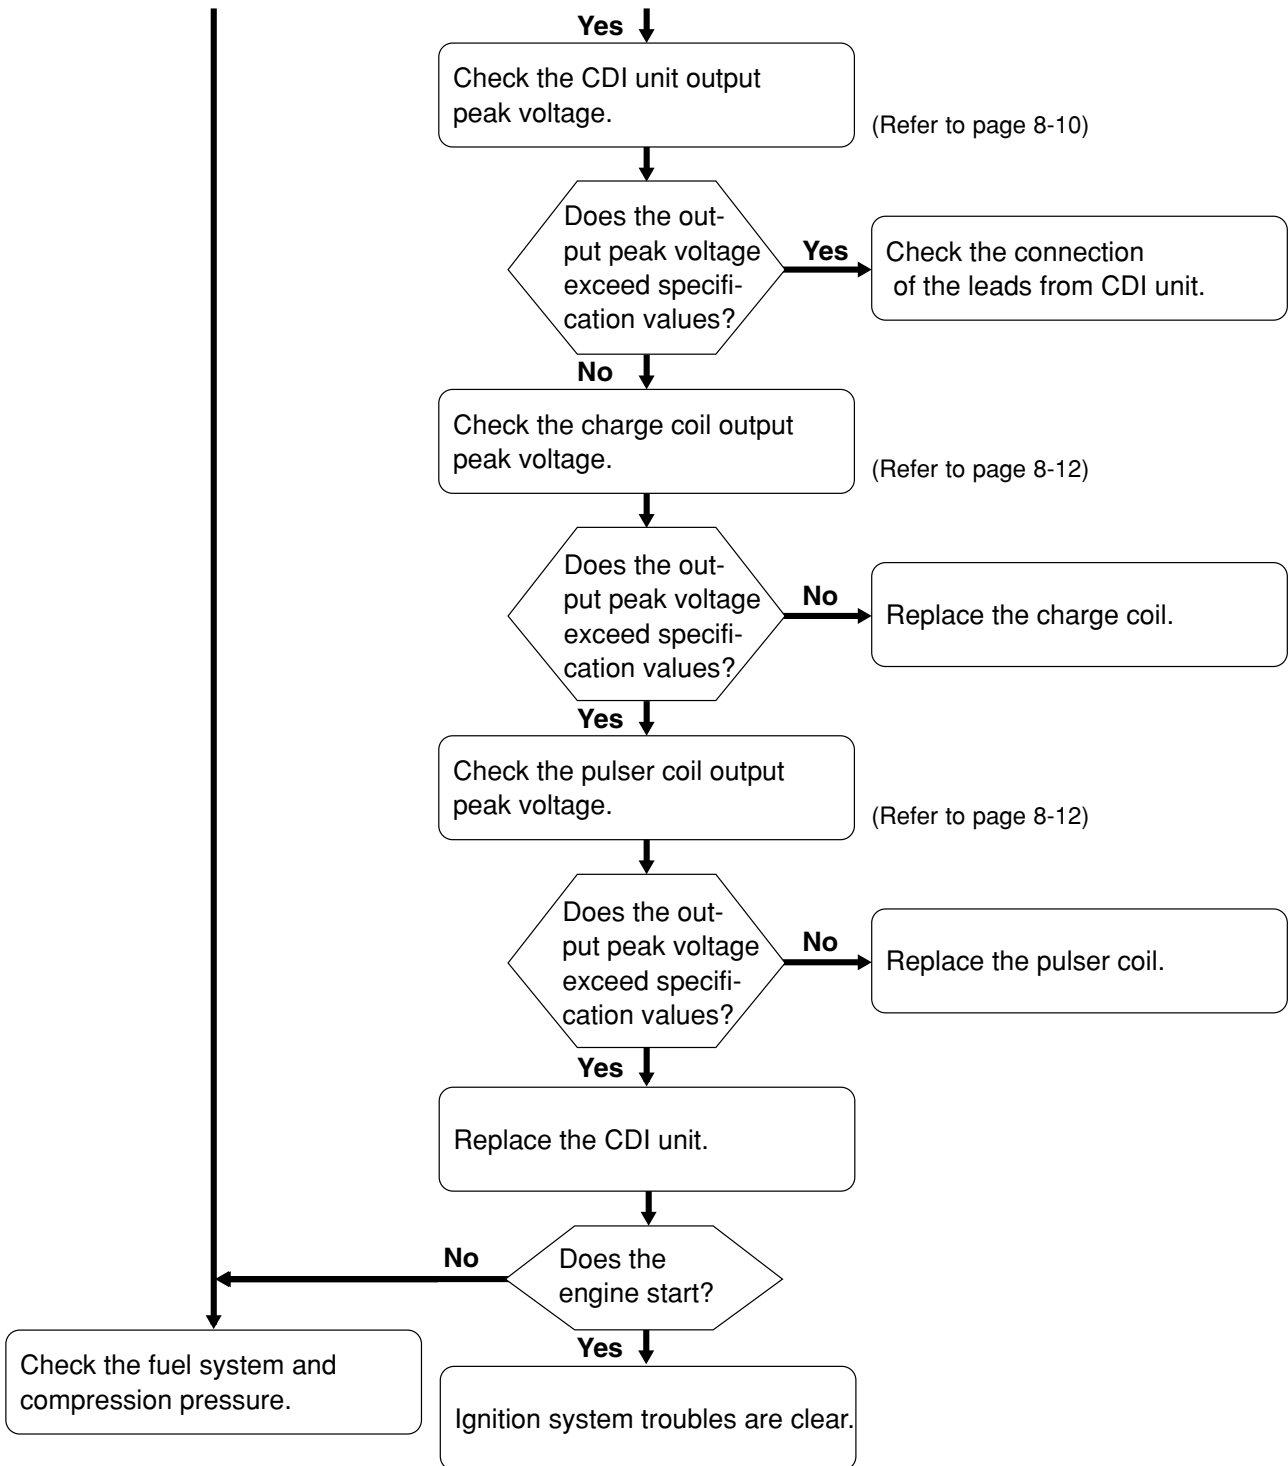 Yes
Check the CDI unit output
peak voltage.
(Refer to page 8-10)
Does the out-
put peak voltage
exceed specifi-
cation values?
Yes
Check the connection
of the leads from CDI unit.
No
Check the charge coil output
peak voltage.
(Refer to page 8-12)
Does the out-
put peak voltage
exceed specifi-
cation values?
No
Replace the charge coil.
Yes
Check the pulser coil output
peak voltage.
(Refer to page 8-12)
Does the out-
put peak voltage
exceed specifi-
cation values?
No
Replace the pulser coil.
Yes
Replace the CDI unit.
No
Does the
engine start?
Yes
Check the fuel system and
compression pressure.
Ignition system troubles are clear.